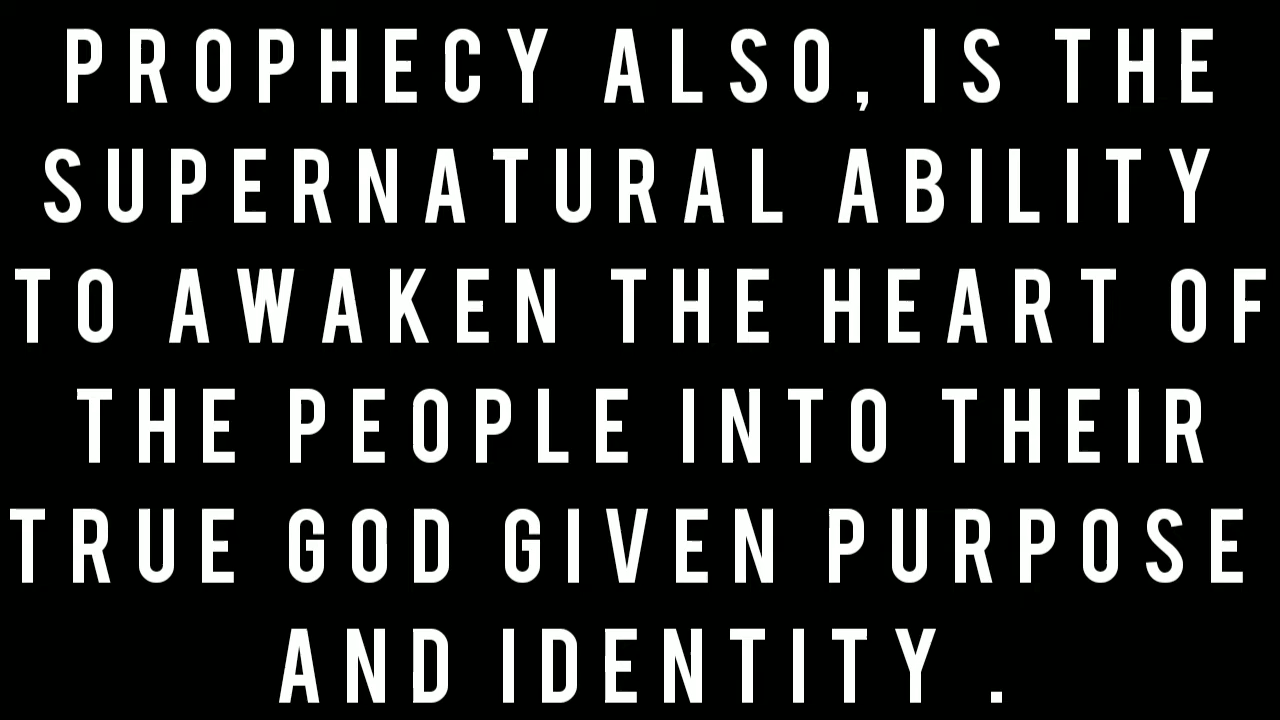 PROPHECY ALSO, IS THE
SUPERNATURAL ABILITY
TO AWAKEN THE HEART OF
THE PEOPLE INTO THEIR
TRUE GOD GIVEN PURPOSE
AND IDENTITY .